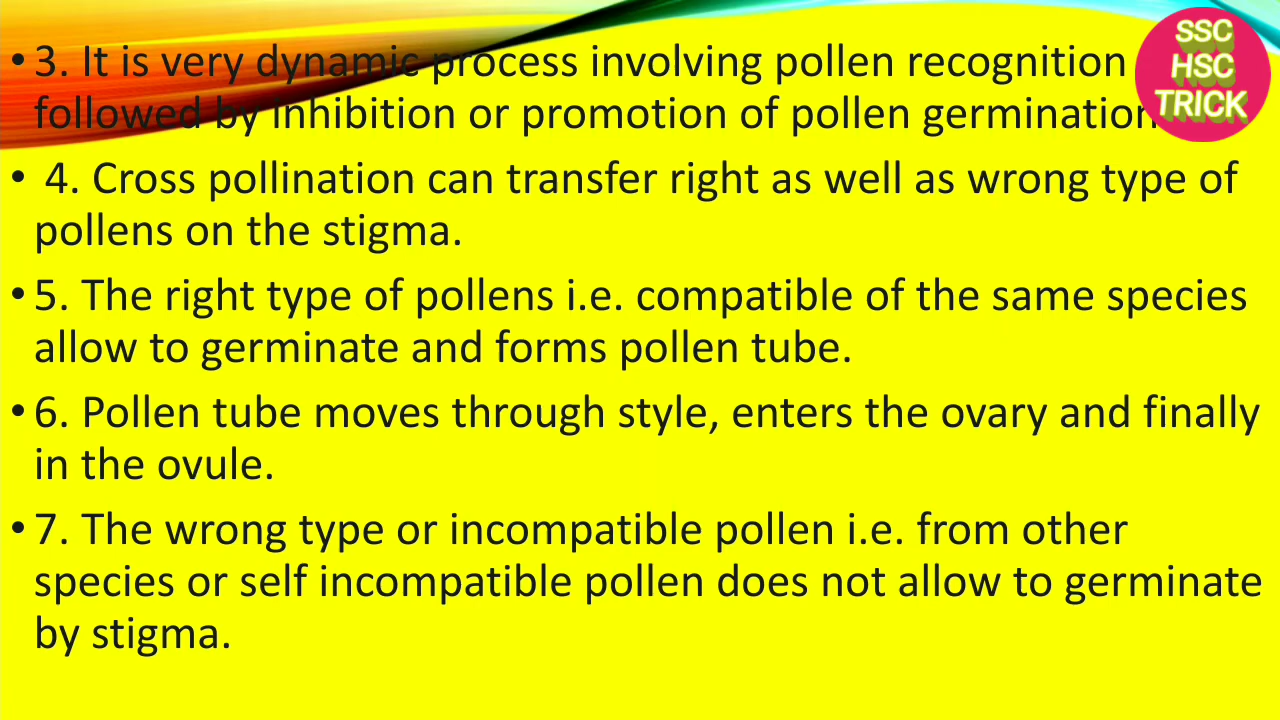 • 3. It is very dynamic process involving pollen recognition
followed by inhibition or promotion of pollen germination
• 4. Cross pollination can transfer right as well as wrong type of
pollens on the stigma.
• 5. The right type of pollens i.e. compatible of the same species
allow to germinate and forms pollen tube.
• 6. Pollen tube moves through style, enters the ovary and finally
in the ovule.
• 7. The wrong type or incompatible pollen i.e. from other
species or self incompatible pollen does not allow to germinate
by stigma.
SSC
HSC
TRICK